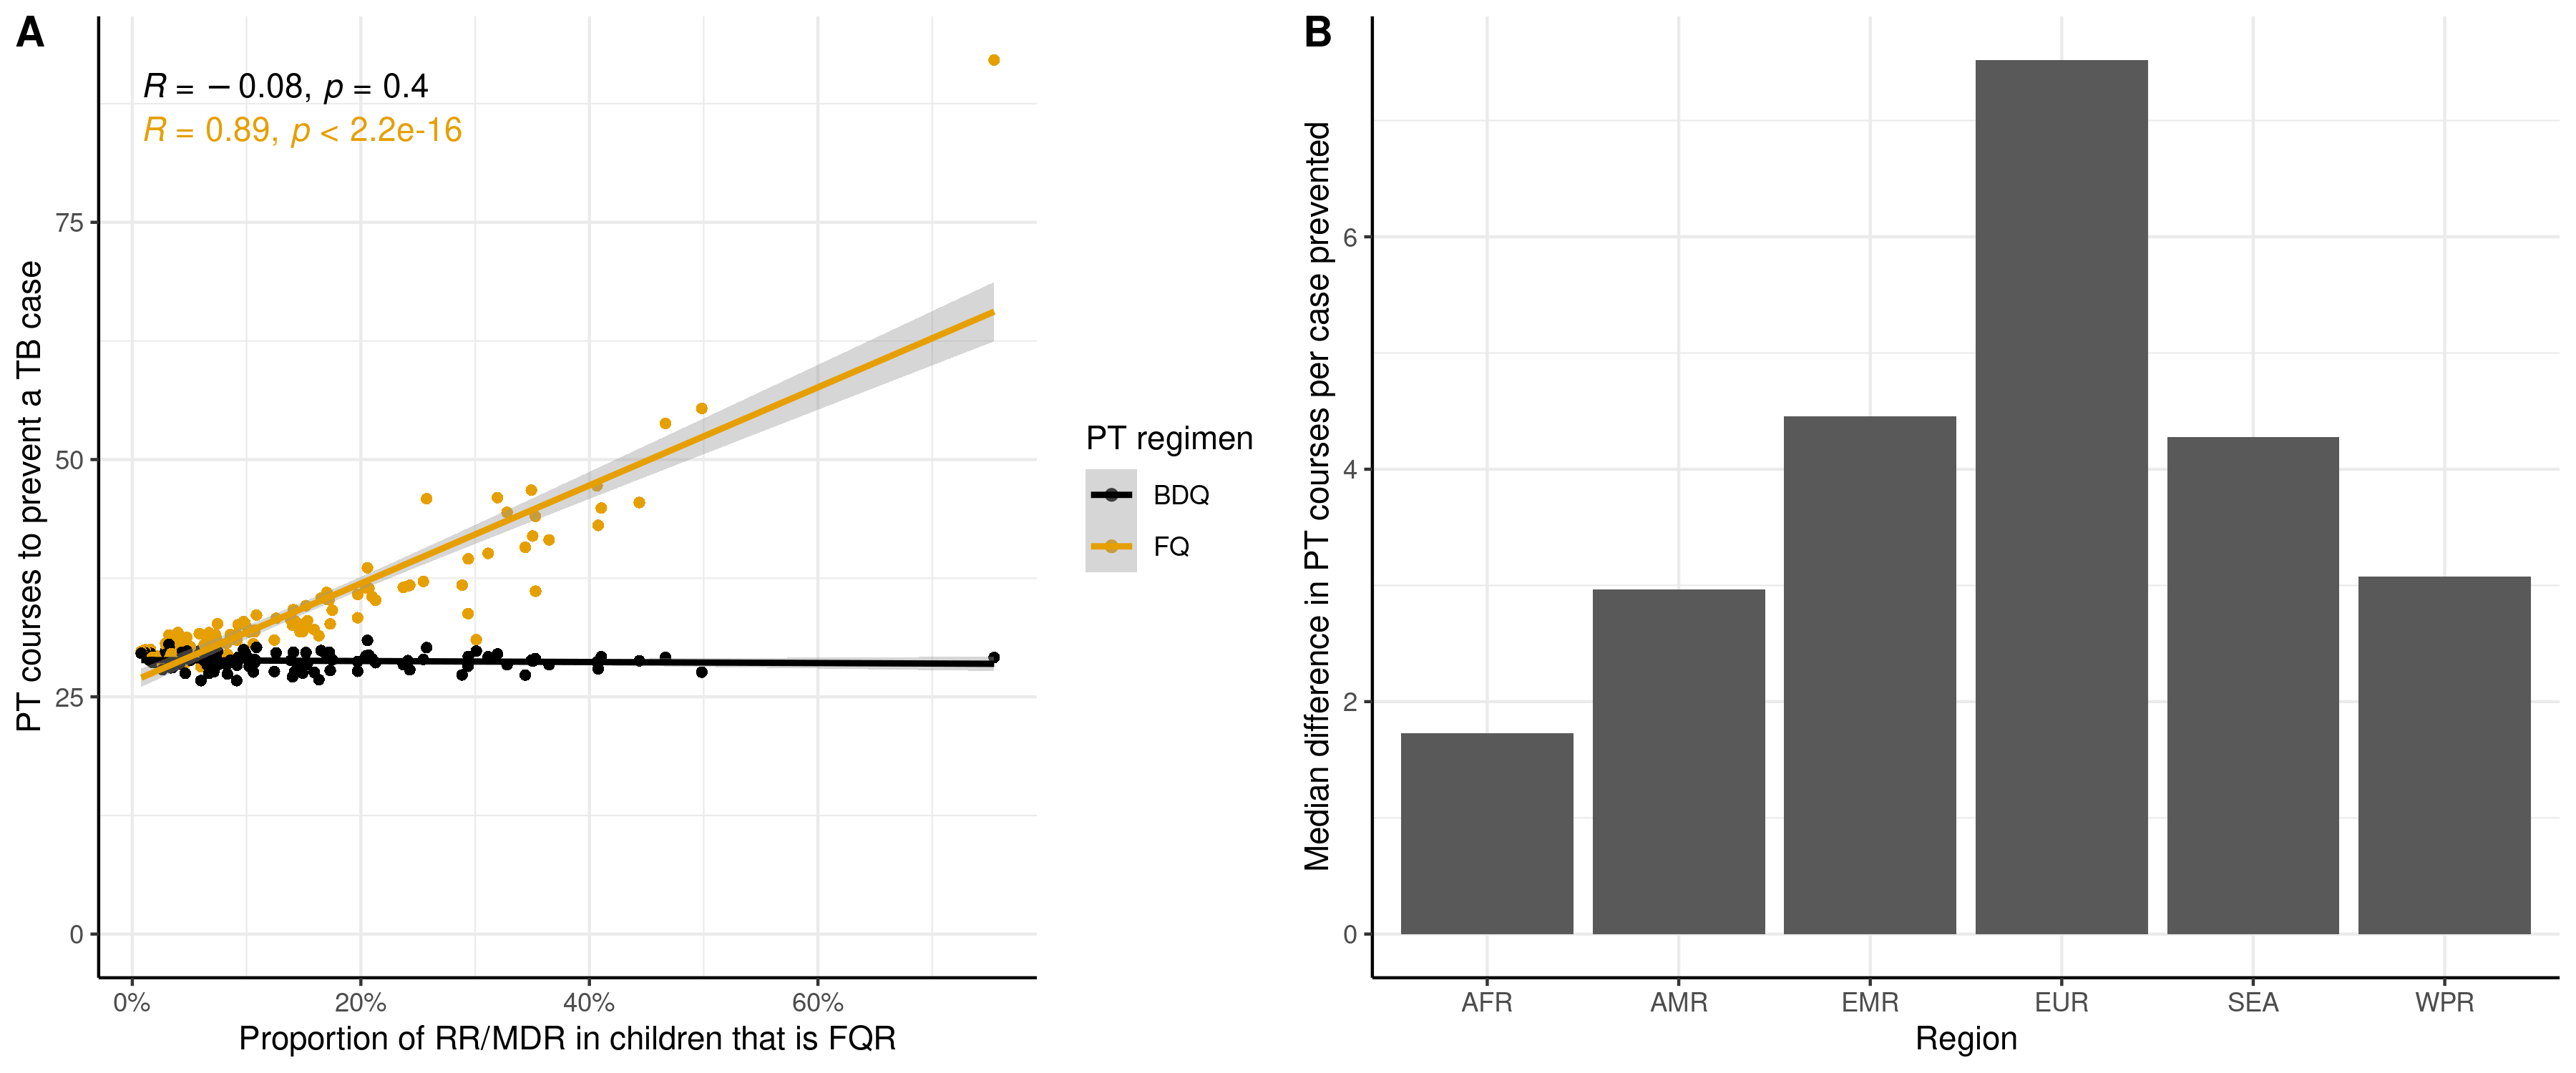 A
R = − 0.08, p = 0.4
R = 0.89, p < 2.2e-16
PT courses to prevent a TB case
75
50
25
0
0% 20% 40% 60%
Proportion of RR/MDR in children that is FQR
PT regimen
BDQ
FQ
B
Median difference in PT courses per case prevented
6
4
2
0
AFR AMR EMR EUR SEA WPR
Region